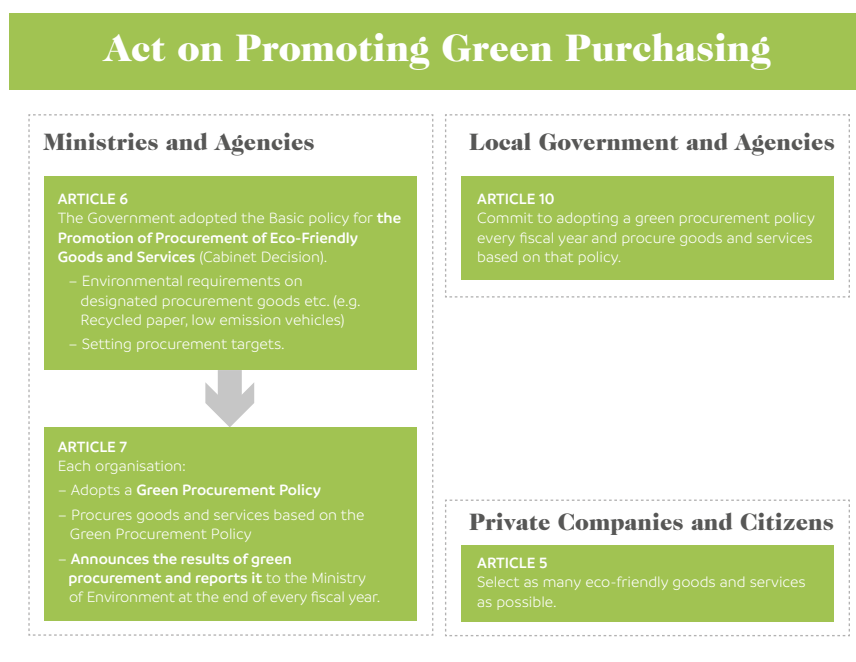 Act on Promoting Green Purchasing
Ministries and Agencies
ARTICLE 6
The Government adopted the Basic policy for the
Promotion of Procurement of Eco-Friendly
Goods and Services (Cabinet Decision).
– Environmental requirements on
designated procurement goods etc. (e.g.
Recycled paper, low emission vehicles)
– Setting procurement targets.
ARTICLE 7
Each organisation:
– Adopts a Green Procurement Policy
– Procures goods and services based on the
Green Procurement Policy
– Announces the results of green
procurement and reports it to the Ministry
of Environment at the end of every fiscal year.
Local Government and Agencies
ARTICLE 10
Commit to adopting a green procurement policy
every fiscal year and procure goods and services
based on that policy.
Private Companies and Citizens
ARTICLE 5
Select as many eco-friendly goods and services
as possible.